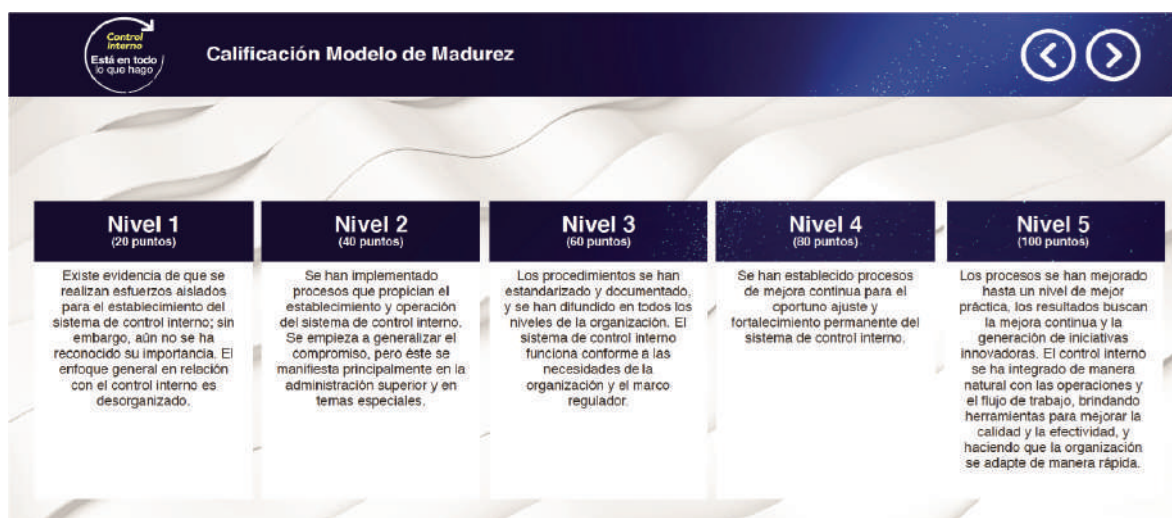 Control
Interno
Está en todo
lo que hago
Calificación Modelo de Madurez
Nivel 1
(20 puntos)
Existe evidencia de que se
realizan esfuerzos aislados
para el establecimiento del
sistema de control interno; sin
embargo, aún no se ha
reconocido su importancia. El
enfoque general en relación
con el control interno es
desorganizado.
Nivel 2
(40 puntos)
Se han implementado
procesos que propician el
establecimiento y operación
del sistema de control interno.
Se empieza a generalizar el
compromiso, pero éste se
manifiesta principalmente en la
administración superior y en
temas especiales.
Nivel 3
(60 puntos)
Los procedimientos se han
estandarizado y documentado,
y se han difundido en todos los
niveles de la organización. El
sistema de control interno
funciona conforme a las
necesidades de la
organización y el marco
regulador.
Nivel 4
(80 puntos)
Se han establecido procesos
de mejora continua para el
oportuno ajuste y
fortalecimiento permanente del
sistema de control interno.
Nivel 5
(100 puntos)
Los procesos se han mejorado
hasta un nivel de mejor
práctica, los resultados buscan
la mejora continua y la
generación de iniciativas
innovadoras. El control interno
se ha integrado de manera
natural con las operaciones y
el flujo de trabajo, brindando
herramientas para mejorar la
calidad y la efectividad, y
haciendo que la organización
se adapte de manera rápida.